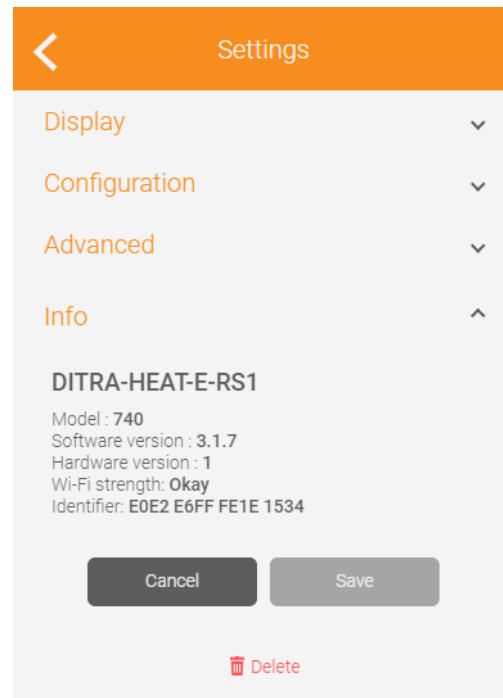 Settings
Display
Configuration
Advanced
Info
DITRA-HEAT-E-RS1
Model : 740
Software version : 3.1.7
Hardware version : 1
Wi-Fi strength: Okay
Identifier: E0E2 E6FF FE1E 1534
Cancel Save
Delete